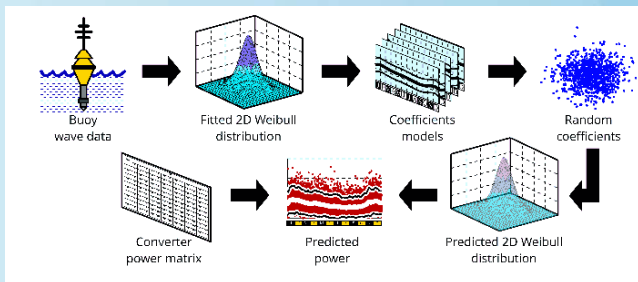 Buoy
wave data
Fitted 2D Weibull
distribution
Coefficients
models
Random
coefficients
Converter
power matrix
Predicted
power
Predicted 2D Weibull
distribution